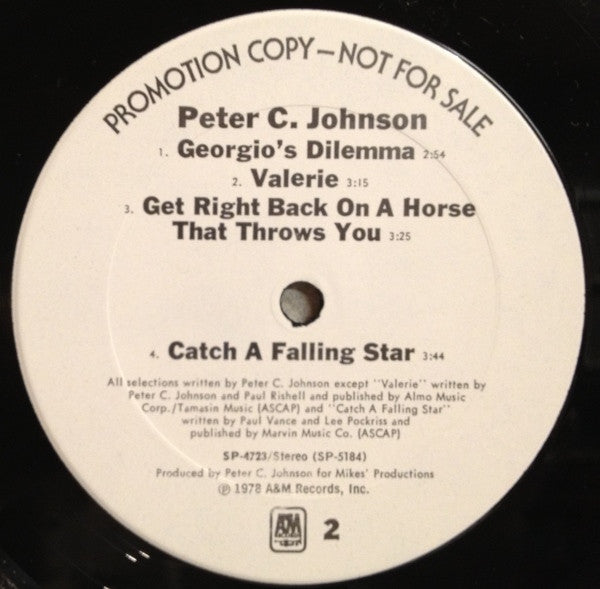 PROMOTION COPY—NOT FOR SALE
Peter C. Johnson
1. Georgio's Dilemma 2:54
2. Valerie 3:15
3. Get Right Back On A Horse
That Throws You 3:25
4. Catch A Falling Star 3:44
All selections written by Peter C. Johnson except "Valerie" written by
Peter C. Johnson and Paul Rishell and published by Almo Music
Corp./Tamasin Music (ASCAP) and "Catch A Falling Star"
written by Paul Vance and Lee Pockriss and
published by Marvin Music Co. (ASCAP)
SP-4723/Stereo (SP-5184)
Produced by Peter C. Johnson for Mikes' Productions
℗ 1978 A&M Records, Inc.
A&M 2